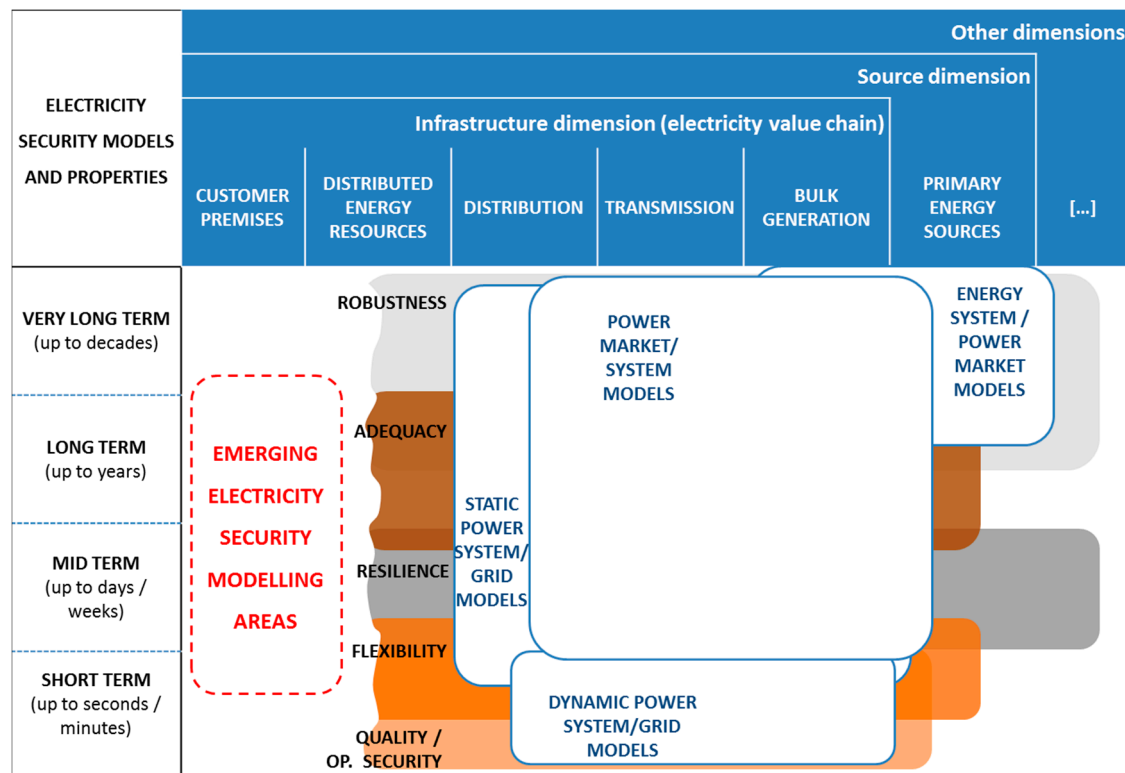 Other dimensions
Source dimension
Infrastructure dimension (electricity value chain)
ELECTRICITY
SECURITY MODELS
AND PROPERTIES
CUSTOMER
PREMISES
DISTRIBUTED
ENERGY
RESOURCES
DISTRIBUTION
TRANSMISSION
BULK
GENERATION
PRIMARY
ENERGY
SOURCES
[...]
VERY LONG TERM
(up to decades)
LONG TERM
(up to years)
MID TERM
(up to days /
weeks)
SHORT TERM
(up to seconds /
minutes)
EMERGING
ELECTRICITY
SECURITY
MODELLING
AREAS
ROBUSTNESS
ADEQUACY
RESILIENCE
FLEXIBILITY
QUALITY /
OP. SECURITY
STATIC
POWER
SYSTEM/
GRID
MODELS
POWER
MARKET/
SYSTEM
MODELS
ENERGY
SYSTEM /
POWER
MARKET
MODELS
DYNAMIC POWER
SYSTEM/GRID
MODELS